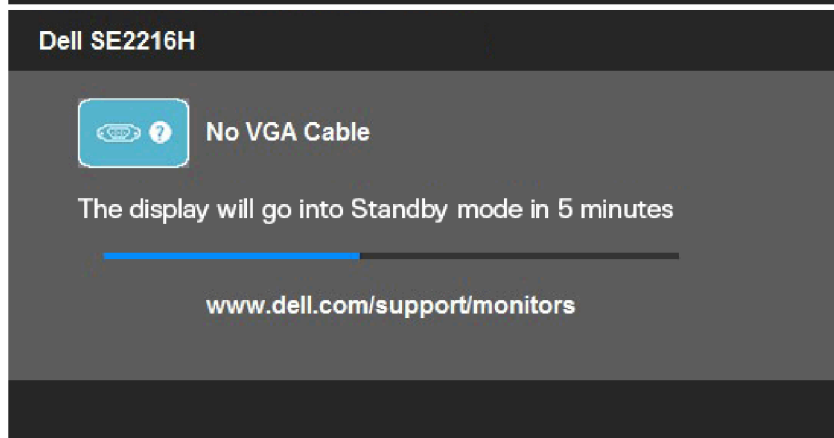 Dell SE2216H
?
No VGA Cable
The display will go into Standby mode in 5 minutes
www.dell.com/support/monitors